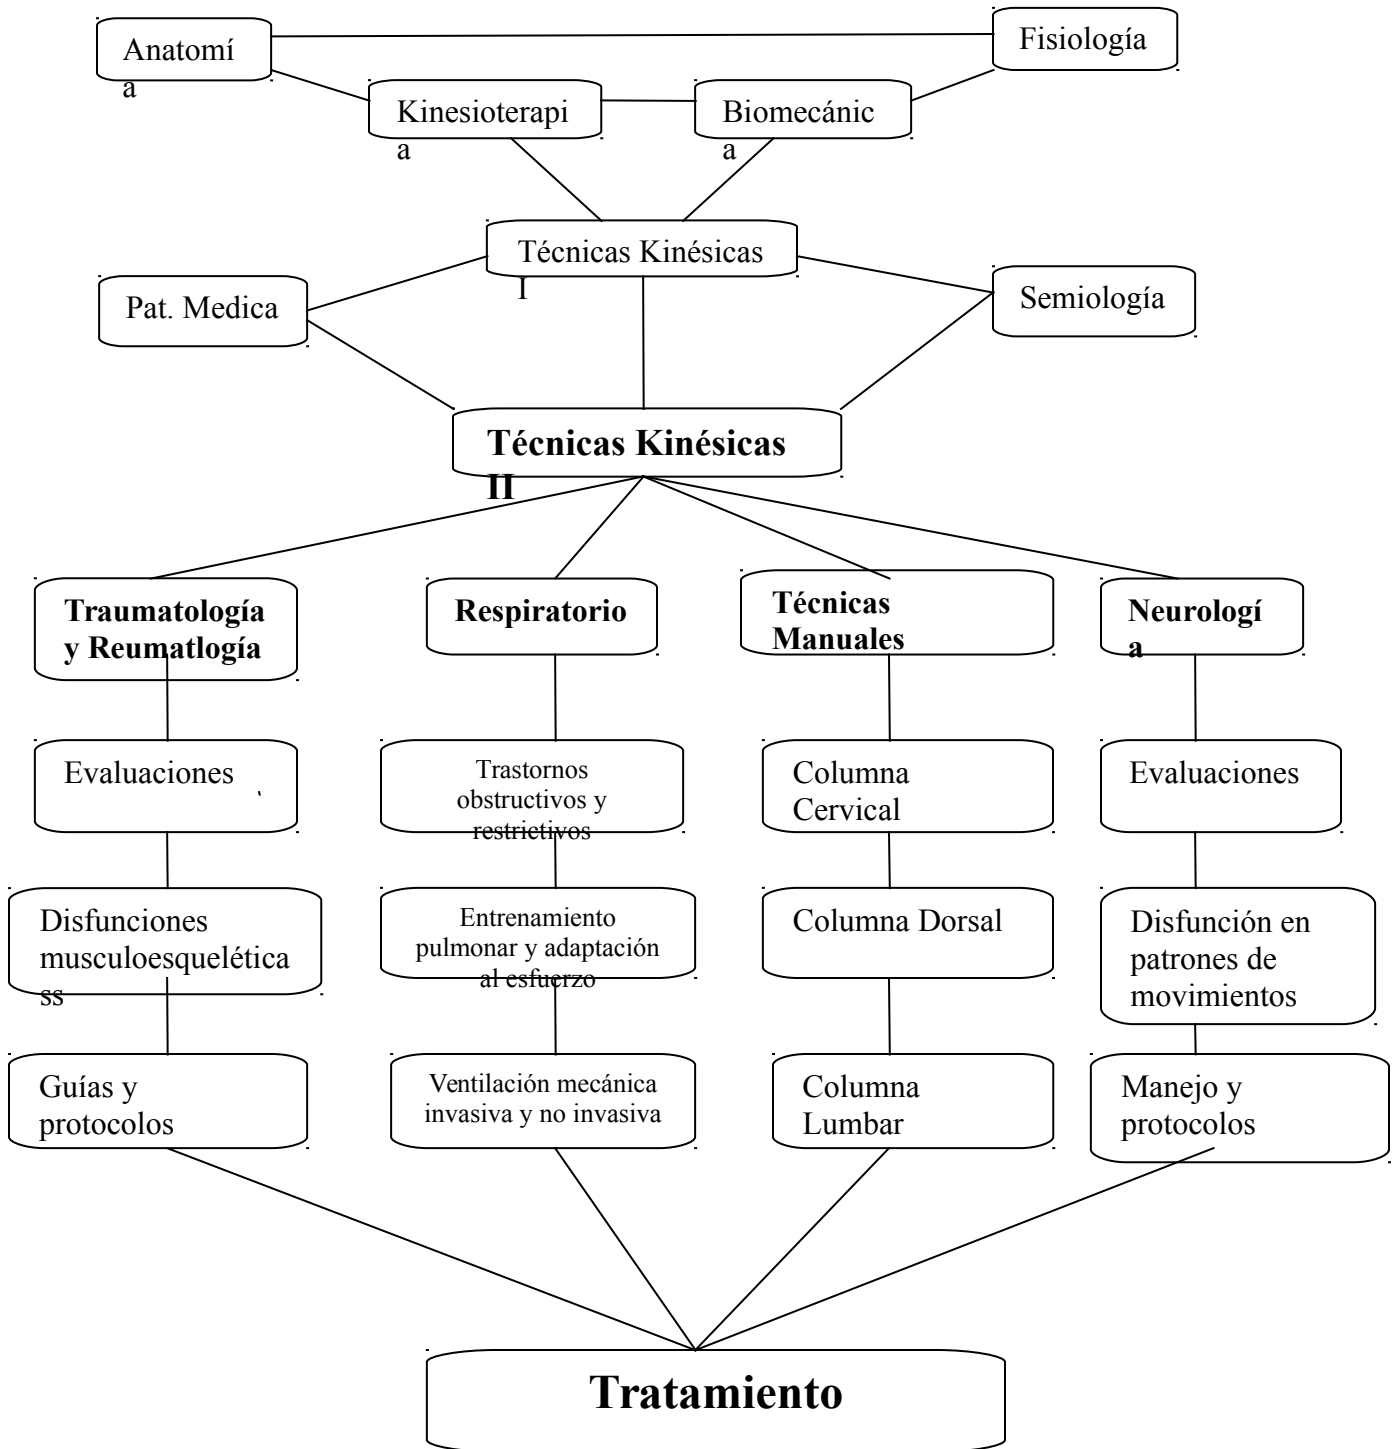 Anatomí
a
Fisiología
Kinesioterapi
a
Biomecánic
a
Técnicas Kinésicas
I
Pat. Medica
Semiología
Técnicas Kinésicas
II
Traumatología
y Reumatlogía
Respiratorio
Técnicas
Manuales
Neurologí
a
Evaluaciones
Trastornos
obstructivos y
restrictivos
Columna
Cervical
Evaluaciones
Disfunciones
musculoesquelética
ss
Entrenamiento
pulmonar y adaptación
al esfuerzo
Columna Dorsal
Disfunción en
patrones de
movimientos
Guías y
protocolos
Ventilación mecánica
invasiva y no invasiva
Columna
Lumbar
Manejo y
protocolos
Tratamiento